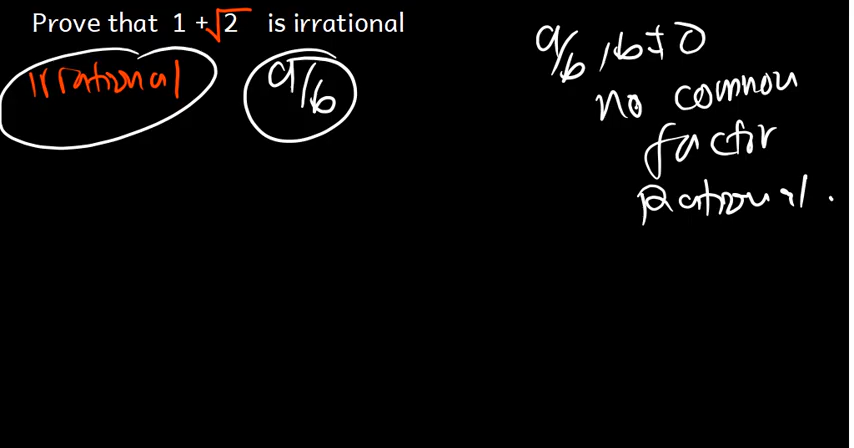 Prove that 1 + √2 is irrational
irrational
a/b
a/b, b ≠ 0
no common
factor
Rational.